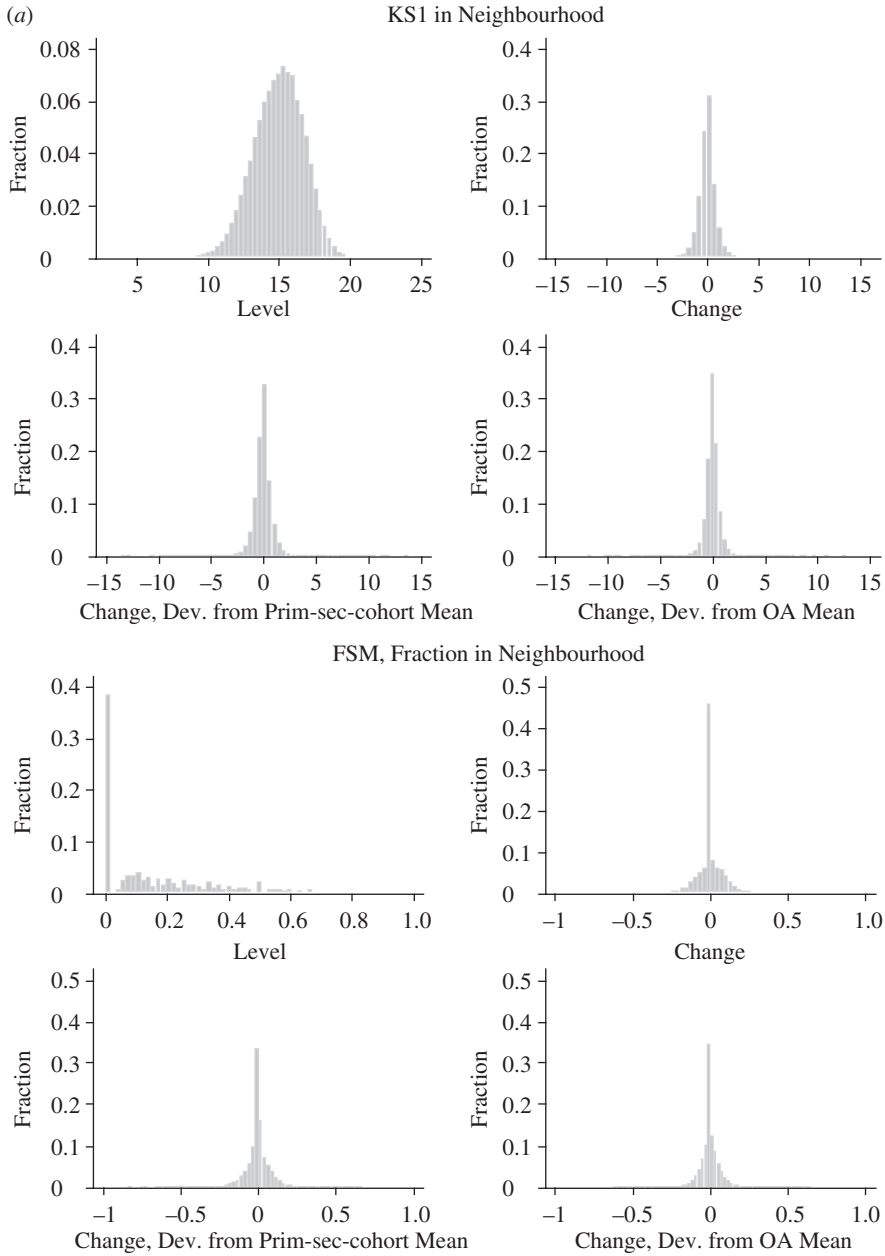 (a)
KS1 in Neighbourhood
Fraction
0.08
0.06
0.04
0.02
0
5 10 15 20 25
Level
Fraction
0.4
0.3
0.2
0.1
0
−15 −10 −5 0 5 10 15
Change
Fraction
0.4
0.3
0.2
0.1
0
−15 −10 −5 0 5 10 15
Change, Dev. from Prim-sec-cohort Mean
Fraction
0.4
0.3
0.2
0.1
0
−15 −10 −5 0 5 10 15
Change, Dev. from OA Mean
FSM, Fraction in Neighbourhood
Fraction
0.4
0.3
0.2
0.1
0
0 0.2 0.4 0.6 0.8 1.0
Level
Fraction
0.5
0.4
0.3
0.2
0.1
0
−1 −0.5 0 0.5 1.0
Change
Fraction
0.5
0.4
0.3
0.2
0.1
0
−1 −0.5 0 0.5 1.0
Change, Dev. from Prim-sec-cohort Mean
Fraction
0.5
0.4
0.3
0.2
0.1
0
−1 −0.5 0 0.5 1.0
Change, Dev. from OA Mean